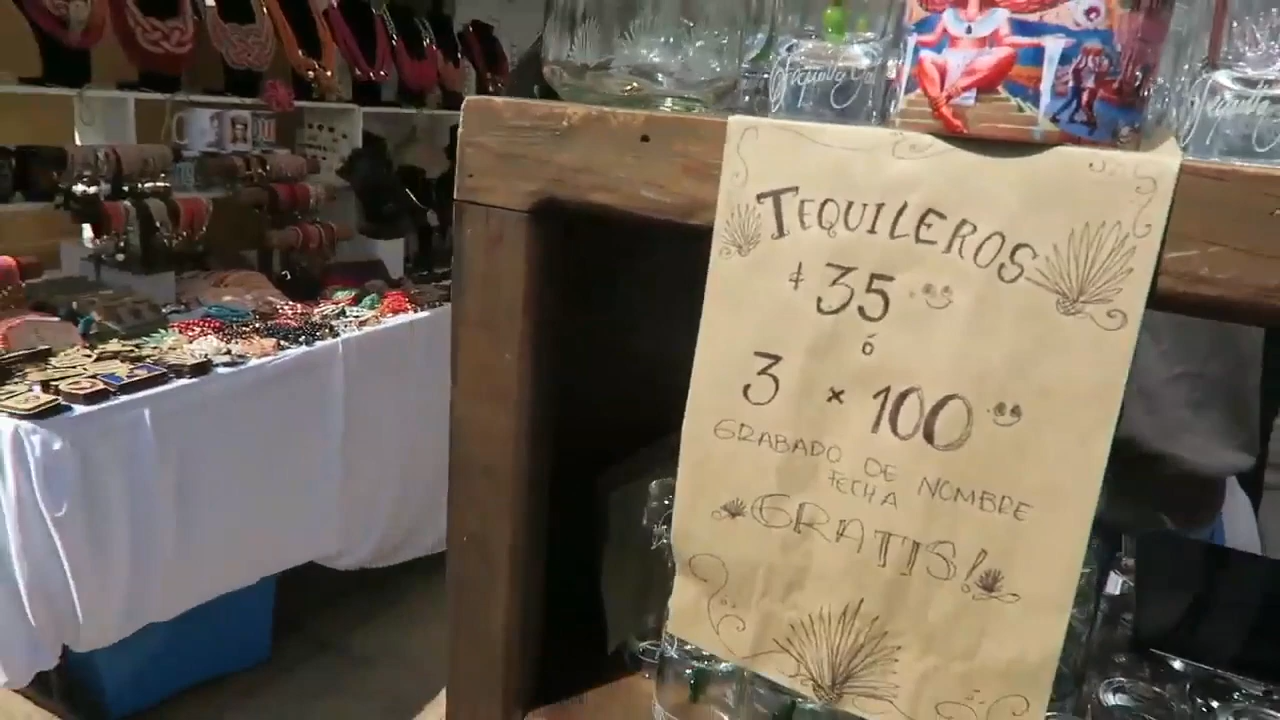 TEQUILEROS
$35
ó
3 x 100
GRABADO DE NOMBRE
FECHA
GRATIS!